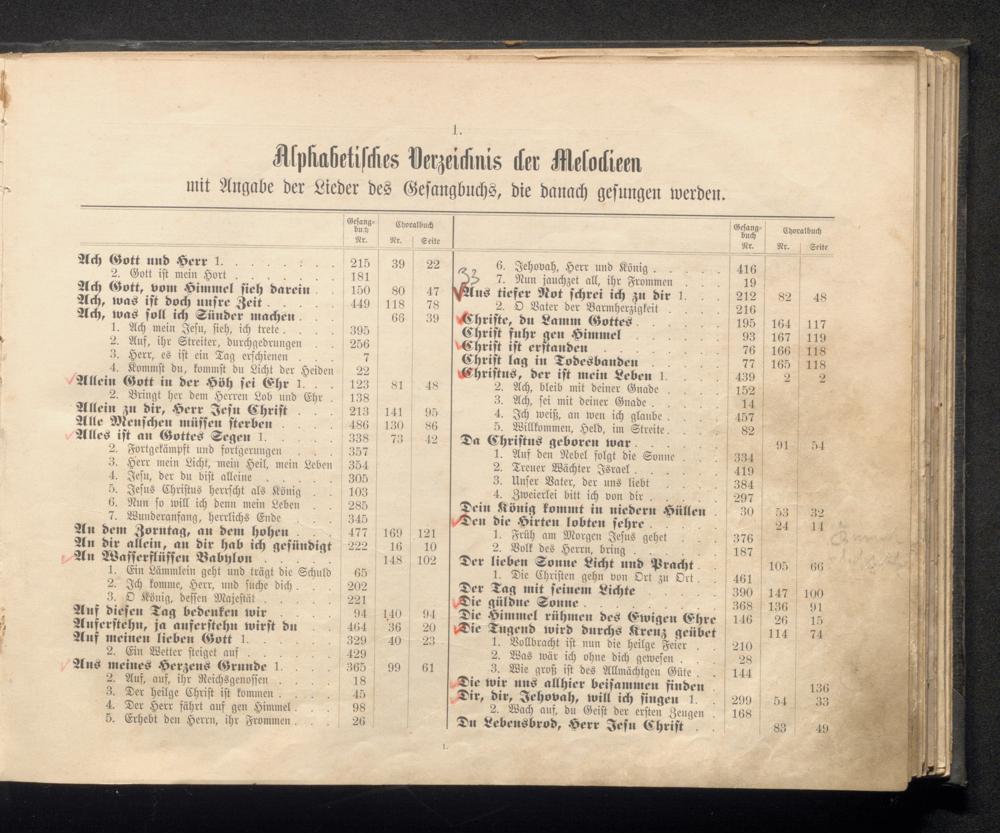 1.
Alphabetisches Verzeichnis der Melodieen
mit Angabe der Lieder des Gesangbuchs, die danach gesungen werden.
Gesang-
buch
Nr.
Choralbuch
Nr. Seite
Ach Gott und Herr 1. 215 39 22
2. Gott ist mein Hort 181
Ach Gott, vom Himmel sieh darein 150 80 47
Ach, was ist doch unsre Zeit 449 118 78
Ach, was soll ich Sünder machen 66 39
1. Ach mein Jesu, sieh, ich trete 395
2. Auf, ihr Streiter, durchgedrungen 256
3. Herr, es ist ein Tag erschienen 7
4. Kommst du, kommst du Licht der Heiden 22
Allein Gott in der Höh sei Ehr 1. 123 81 48
2. Bringt her dem Herren Lob und Ehr 138
Allein zu dir, Herr Jesu Christ 213 141 95
Alle Menschen müssen sterben 486 130 86
Alles ist an Gottes Segen 1. 338 73 42
2. Fortgekämpft und fortgerungen 357
3. Herr mein Licht, mein Heil, mein Leben 354
4. Jesu, der du bist alleine 305
5. Jesus Christus herrscht als König 103
6. Nun so will ich denn mein Leben 285
7. Wunderanfang, herrlichs Ende 345
An dem Zorntag, an dem hohen 477 169 121
An dir allein, an dir hab ich gesündigt 222 16 10
An Wasserflüssen Babylon 148 102
1. Ein Lämmlein geht und trägt die Schuld 65
2. Ich komme, Herr, und suche dich 202
3. O König, dessen Majestät 221
Auf diesen Tag bedenken wir 94 140 94
Auferstehn, ja auferstehn wirst du 464 36 20
Auf meinen lieben Gott 1. 329 40 23
2. Ein Wetter steiget auf 429
Aus meines Herzens Grunde 1. 365 99 61
2. Auf, auf, ihr Reichsgenossen 18
3. Der heilge Christ ist kommen 45
4. Der Herr fährt auf gen Himmel 98
5. Erhebt den Herrn, ihr Frommen 26
Gesang-
buch
Nr.
Choralbuch
Nr. Seite
6. Jehovah, Herr und König 416
7. Nun jauchzet all, ihr Frommen 19
33
Aus tiefer Not schrei ich zu dir 1. 212 82 48
2. O Vater der Barmherzigkeit 216
Christe, du Lamm Gottes 195 164 117
Christ fuhr gen Himmel 93 167 119
Christ ist erstanden 76 166 118
Christ lag in Todesbanden 77 165 118
Christus, der ist mein Leben 1. 439 2 2
2. Ach, bleib mit deiner Gnade 152
3. Ach, sei mit deiner Gnade 14
4. Ich weiß, an wen ich glaube 457
5. Willkommen, Held, im Streite 82
Da Christus geboren war 91 54
1. Auf den Nebel folgt die Sonne 334
2. Treuer Wächter Israel 419
3. Unser Vater, der uns liebt 384
4. Zweierlei bitt ich von dir 297
Dein König kommt in niedern Hüllen 30 53 32
Den die Hirten lobten sehre 24 14
1. Früh am Morgen Jesus gehet 376
2. Volk des Herrn, bring 187
Der lieben Sonne Licht und Pracht 105 66
1. Die Christen gehn von Ort zu Ort 461
Der Tag mit seinem Lichte 390 147 100
Die güldne Sonne 368 136 91
Die Himmel rühmen des Ewigen Ehre 146 26 15
Die Tugend wird durchs Kreuz geübet 114 74
1. Vollbracht ist nun die heilge Feier 210
2. Was wär ich ohne dich gewesen 28
3. Wie groß ist des Allmächtgen Güte 144
Die wir uns allhier beisammen finden 136
Dir, dir, Jehovah, will ich singen 1. 299 54 33
2. Wach auf, du Geist der ersten Zeugen 168
Du Lebensbrod, Herr Jesu Christ 83 49
1.